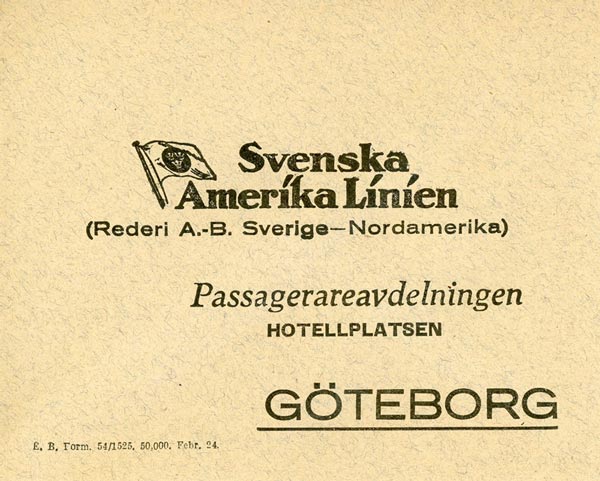 Svenska
Amerika Linien
(Rederi A.-B. Sverige—Nordamerika)
Passagerareavdelningen
HOTELLPLATSEN
GÖTEBORG
E. B. Form. 54/1525. 50,000. Febr. 24.